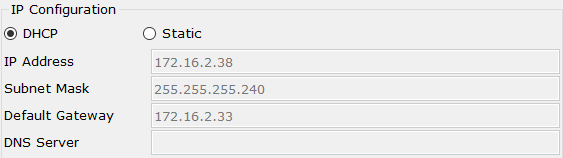 IP Configuration
DHCP Static
IP Address 172.16.2.38
Subnet Mask 255.255.255.240
Default Gateway 172.16.2.33
DNS Server